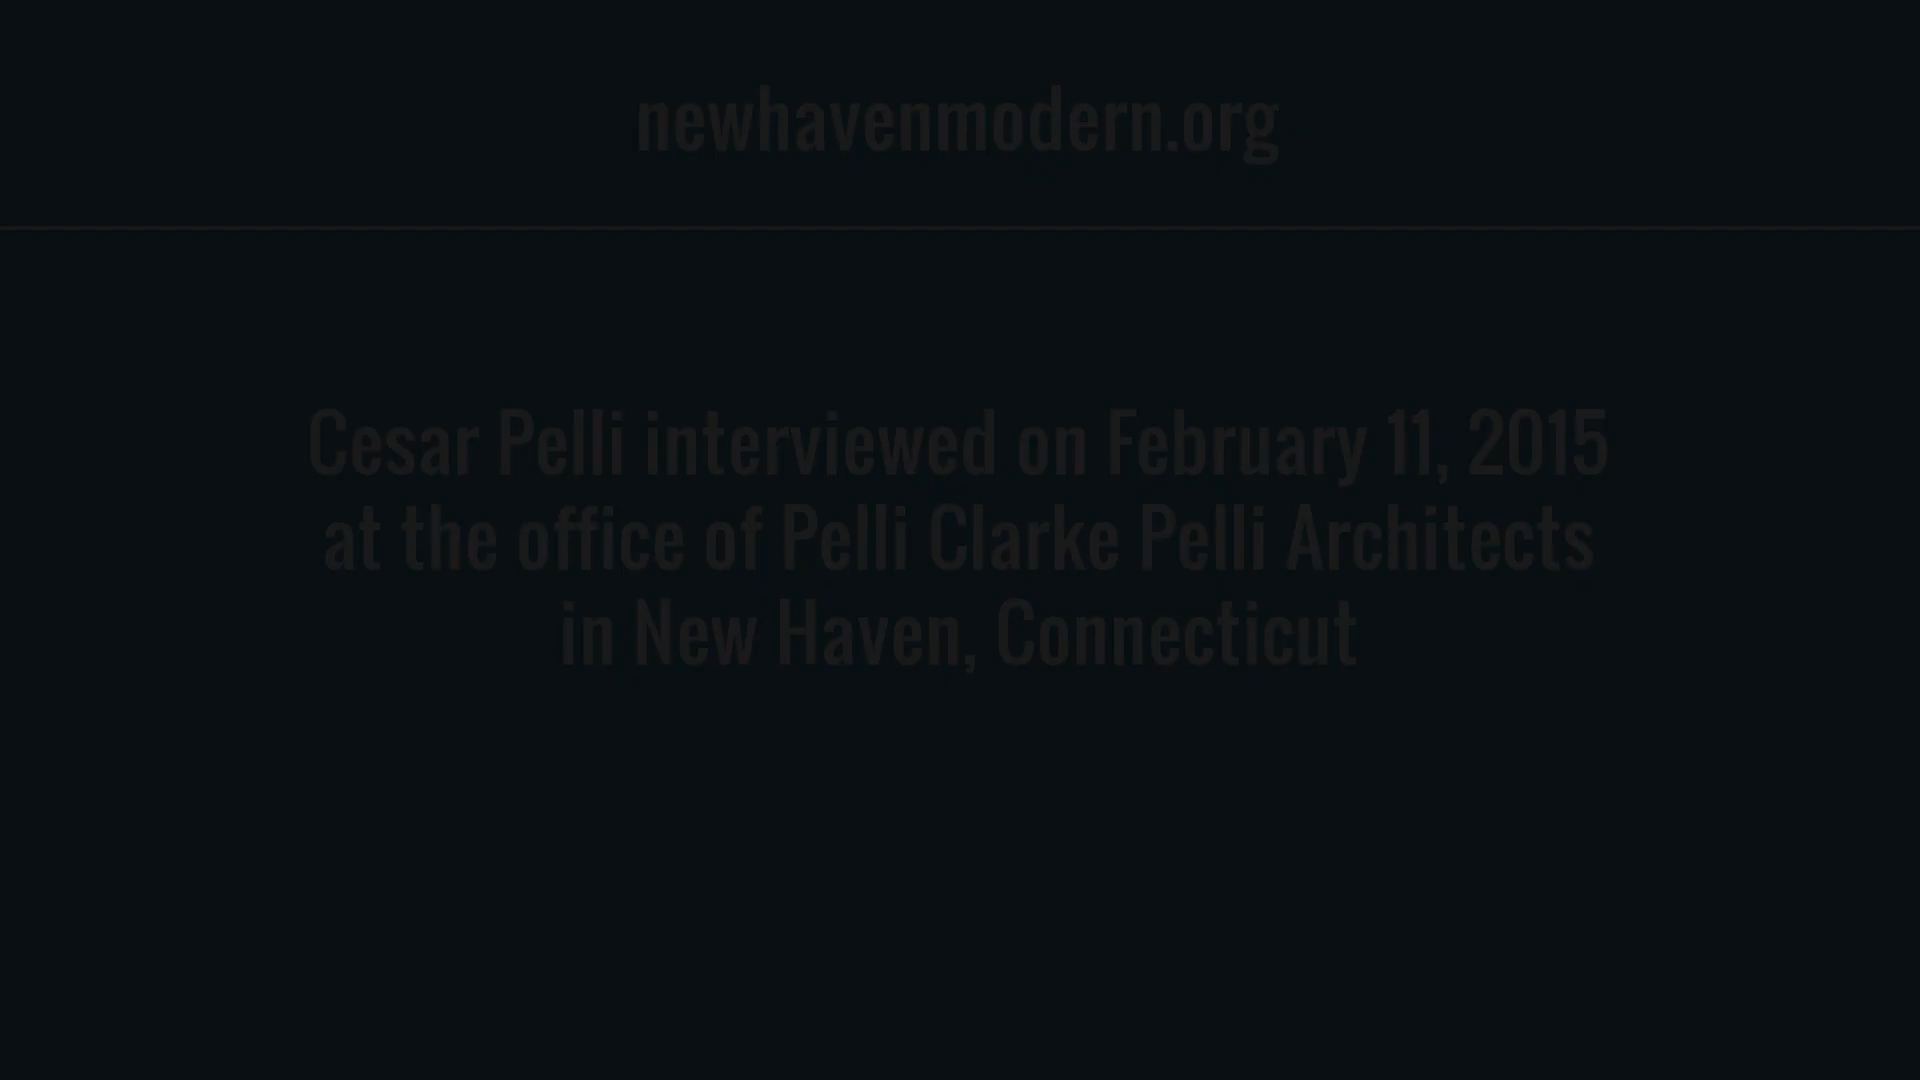 newhavenmodern.org
Cesar Pelli interviewed on February 11, 2015
at the office of Pelli Clarke Pelli Architects
in New Haven, Connecticut